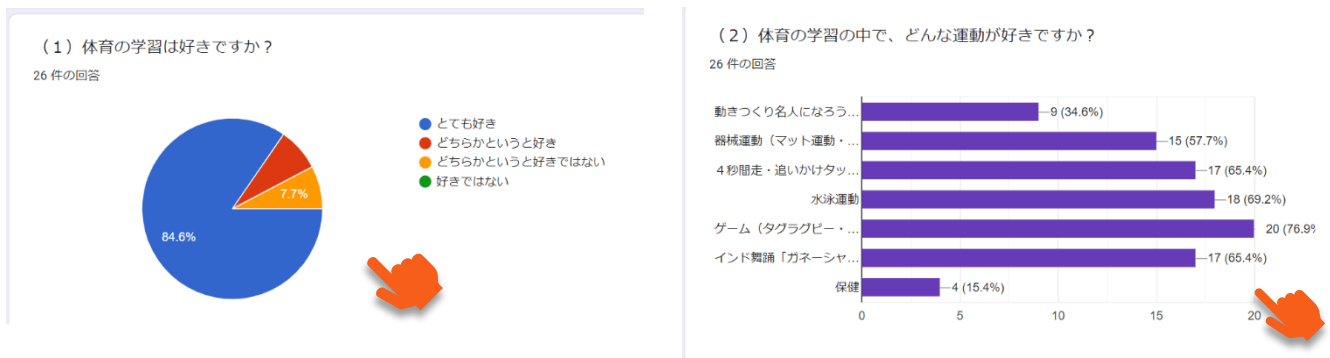 （1）体育の学習は好きですか？
26 件の回答
とても好き
どちらかというと好き
どちらかというと好きではない
好きではない
7.7%
84.6%
（2）体育の学習の中で、どんな運動が好きですか？
26 件の回答
動きつくり名人になろう…
9 (34.6%)
器械運動（マット運動・…
15 (57.7%)
４秒間走・追いかけタッ…
17 (65.4%)
水泳運動
18 (69.2%)
ゲーム（タグラグビー・…
20 (76.9%
インド舞踊「ガネーシャ…
17 (65.4%)
保健
4 (15.4%)
0 5 10 15 20